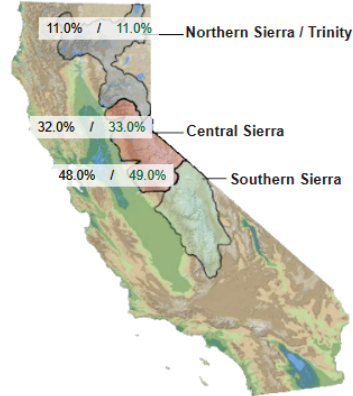 11.0% / 11.0% Northern Sierra / Trinity
32.0% / 33.0% Central Sierra
48.0% / 49.0% Southern Sierra